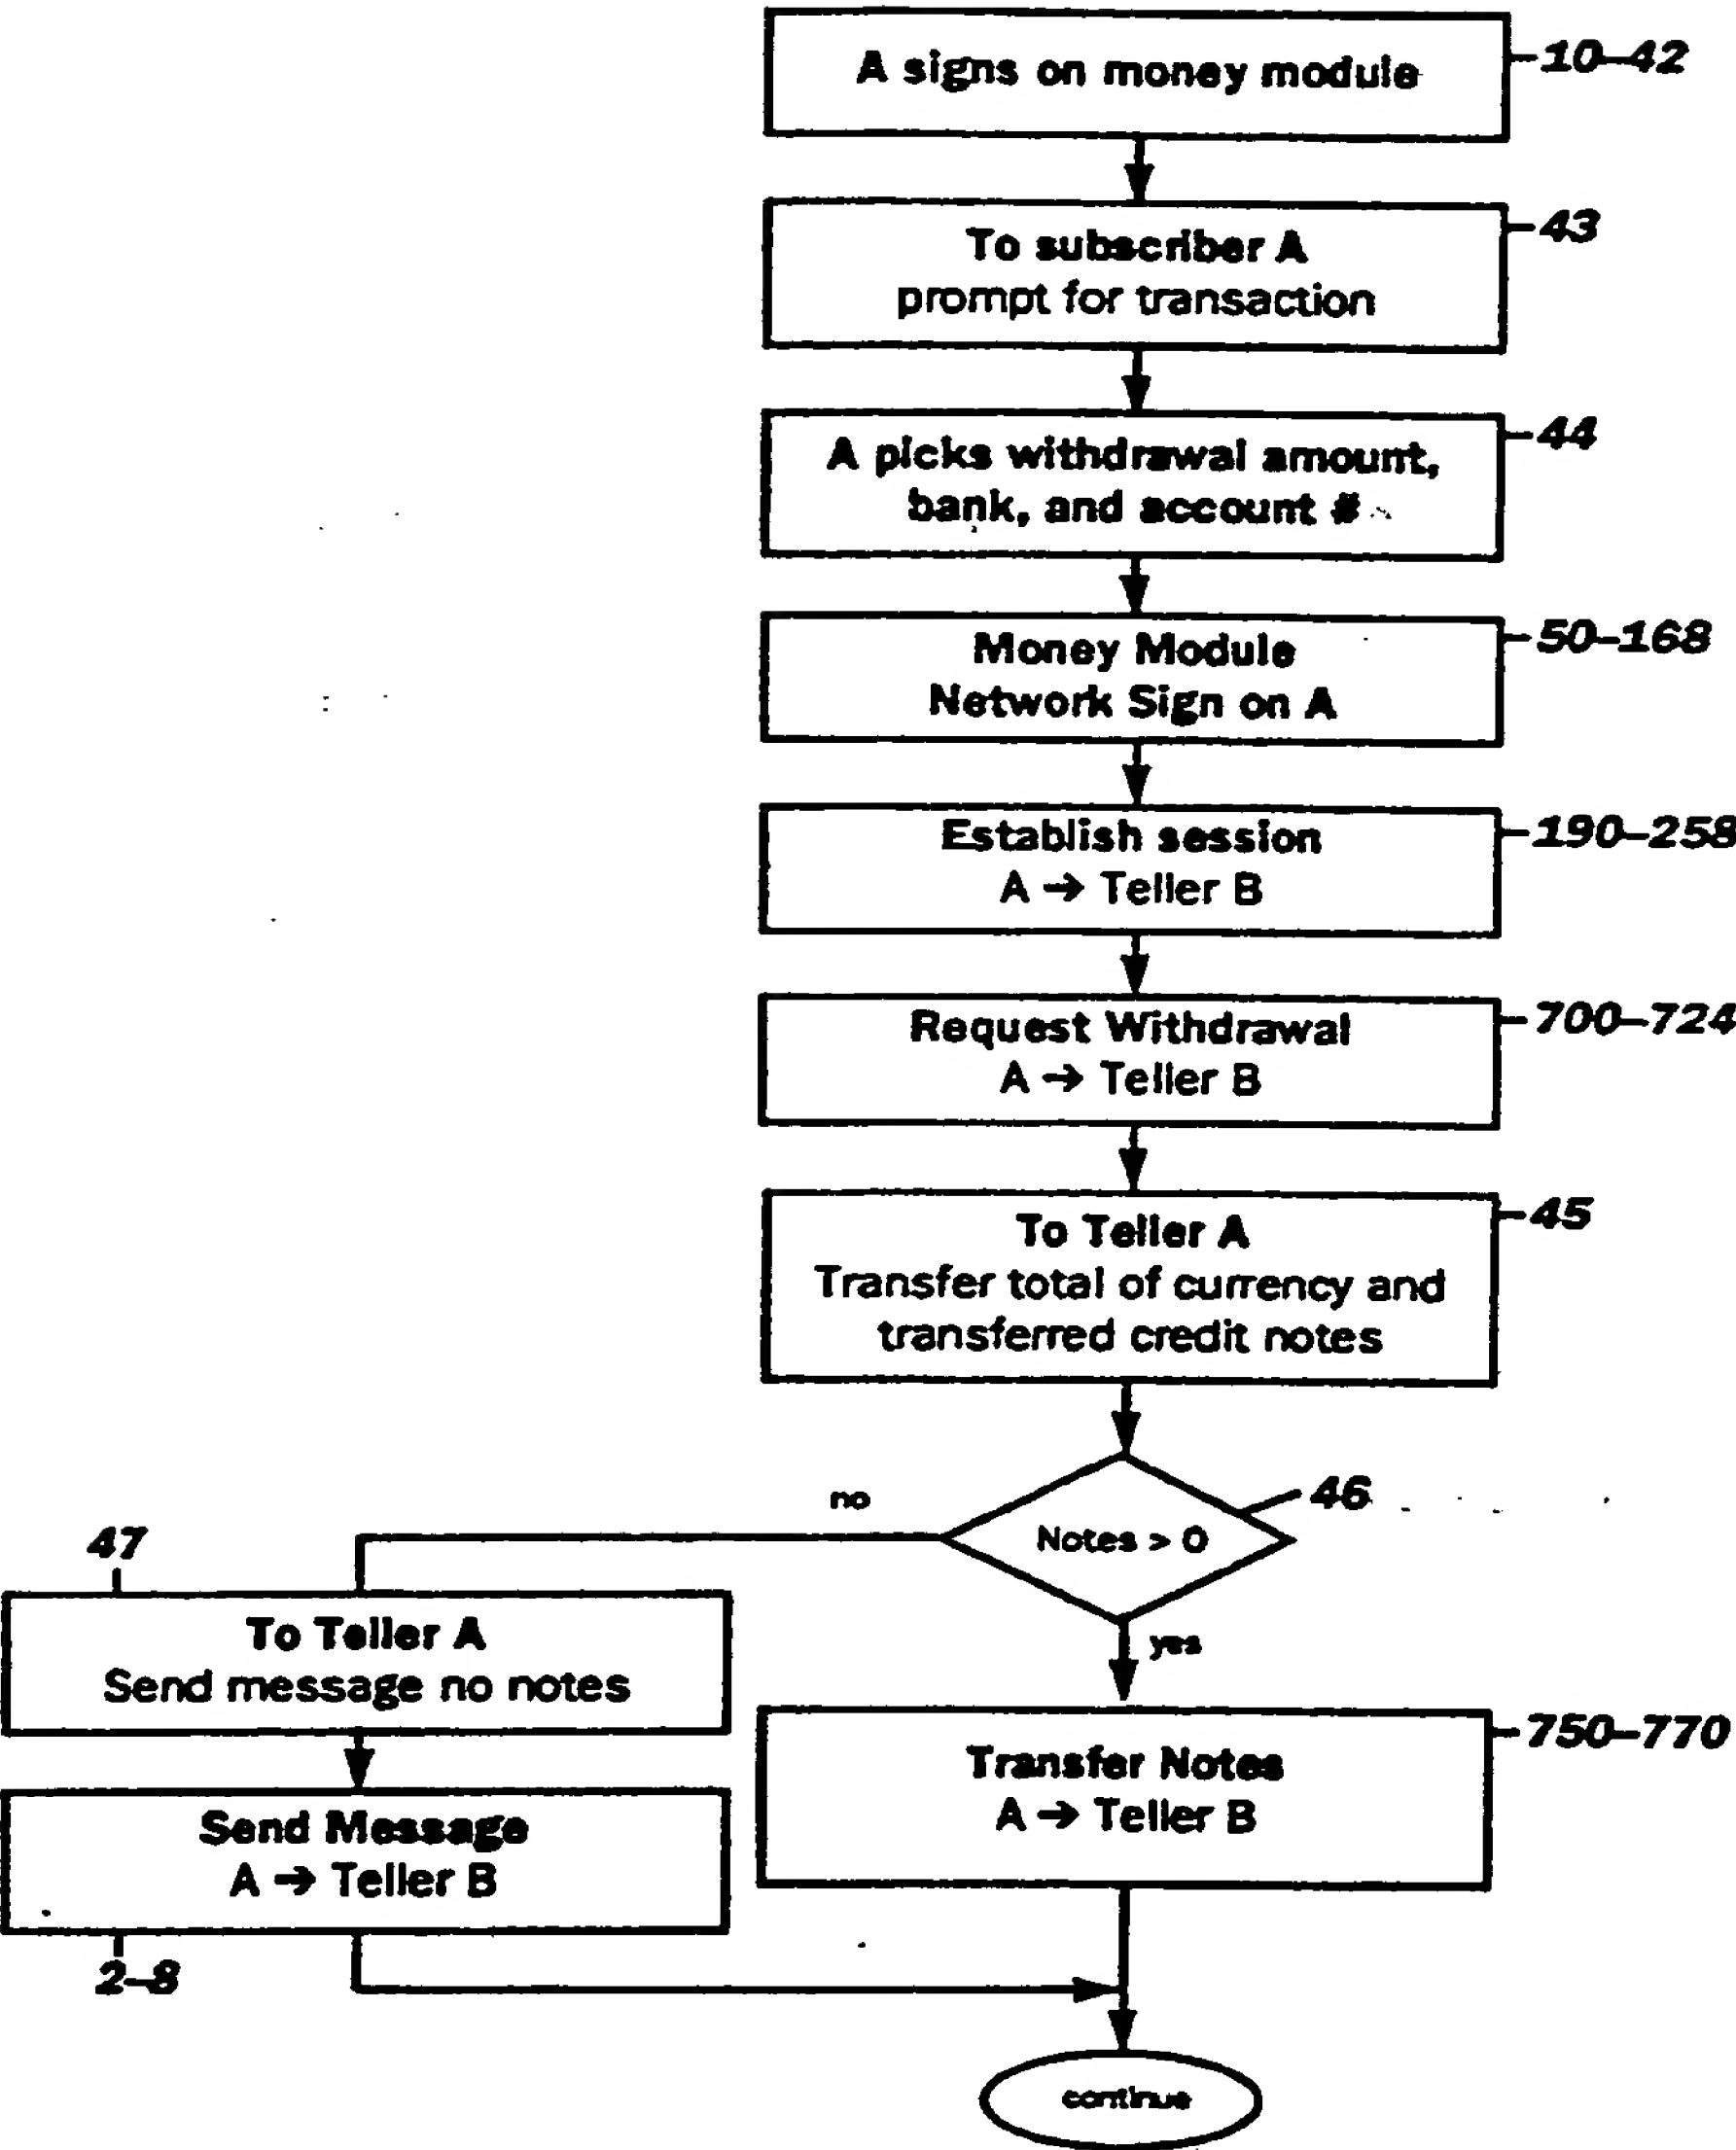 A signs on money module
10–42
To subscriber A
prompt for transaction
43
A picks withdrawal amount,
bank, and account #
44
Money Module
Network Sign on A
50–168
Establish session
A → Teller B
190–258
Request Withdrawal
A → Teller B
700–724
To Teller A
Transfer total of currency and
transferred credit notes
45
Notes > 0
46
no
yes
47
To Teller A
Send message no notes
Send Message
A → Teller B
2–8
Transfer Notes
A → Teller B
750–770
continue